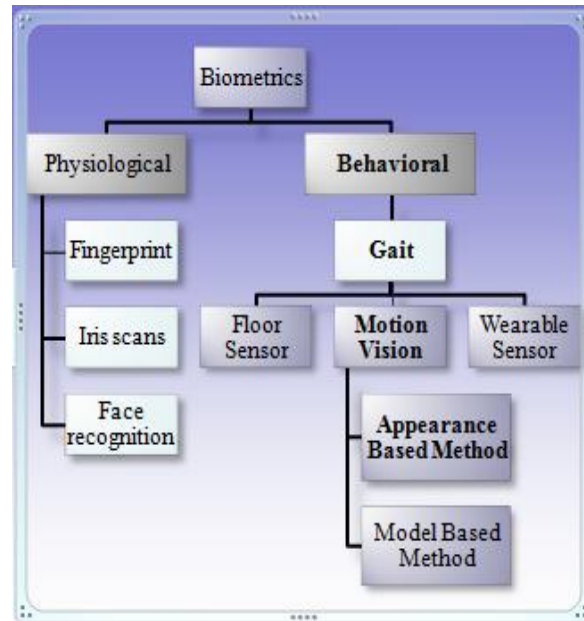 Biometrics
Physiological
Behavioral
Fingerprint
Gait
Iris scans
Floor
Sensor
Motion
Vision
Wearable
Sensor
Face
recognition
Appearance
Based Method
Model Based
Method